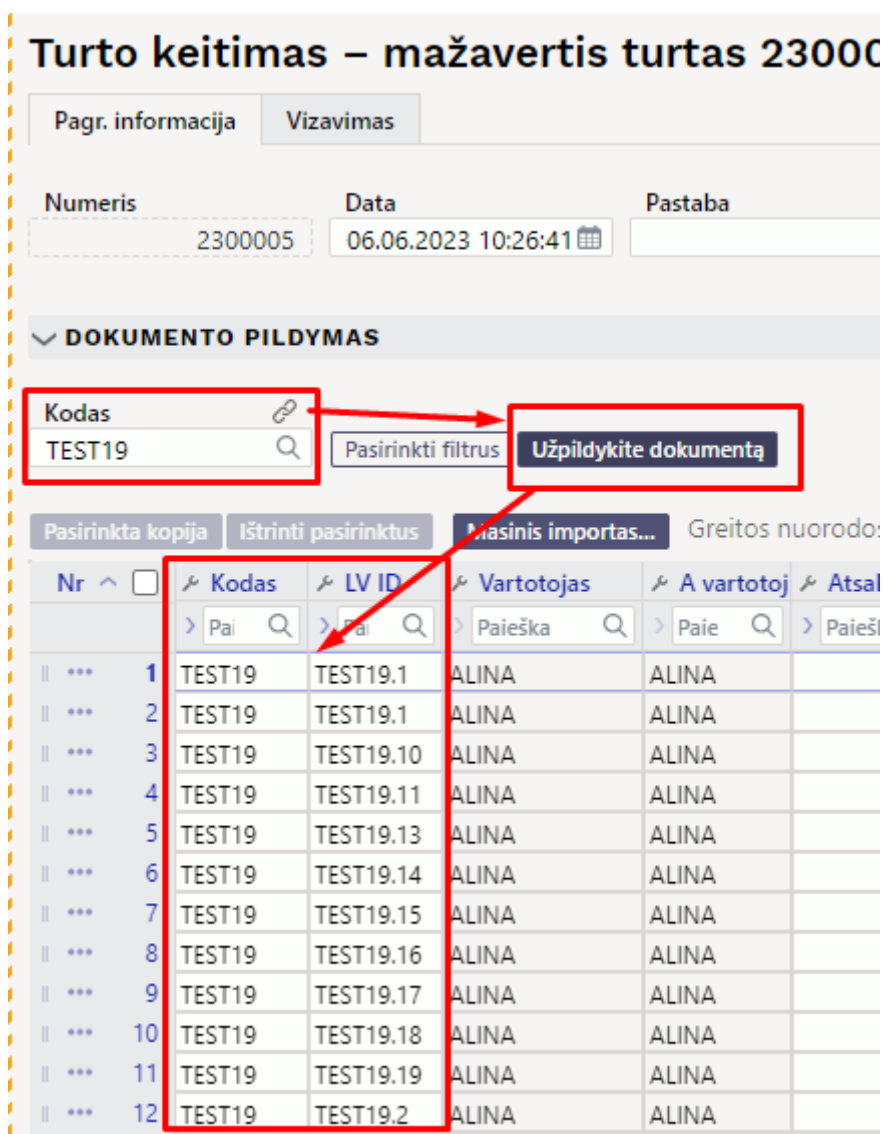 Turto keitimas – mažavertis turtas 23000
Pagr. informacija Vizavimas
Numeris Data Pastaba
2300005 06.06.2023 10:26:41
DOKUMENTO PILDYMAS
Kodas
TEST19 Pasirinkti filtrus Užpildykite dokumentą
Pasirinkta kopija Ištrinti pasirinktus Masinis importas... Greitos nuorodos
Nr Kodas LV ID Vartotojas A vartotoj Atsal
Pai Pai Paieška Paie Paiešk
1 TEST19 TEST19.1 ALINA ALINA
2 TEST19 TEST19.1 ALINA ALINA
3 TEST19 TEST19.10 ALINA ALINA
4 TEST19 TEST19.11 ALINA ALINA
5 TEST19 TEST19.13 ALINA ALINA
6 TEST19 TEST19.14 ALINA ALINA
7 TEST19 TEST19.15 ALINA ALINA
8 TEST19 TEST19.16 ALINA ALINA
9 TEST19 TEST19.17 ALINA ALINA
10 TEST19 TEST19.18 ALINA ALINA
11 TEST19 TEST19.19 ALINA ALINA
12 TEST19 TEST19.2 ALINA ALINA